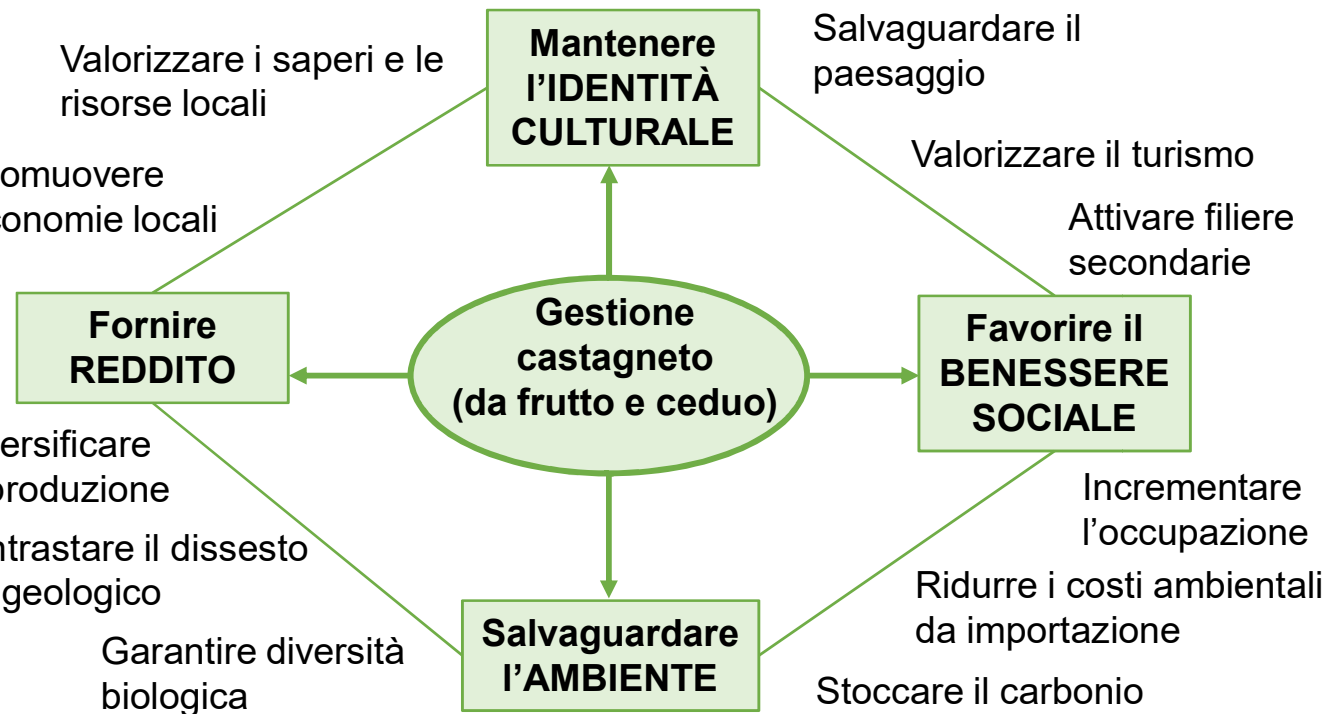 Mantenere
l'IDENTITÀ
CULTURALE
Salvaguardare il
paesaggio
Valorizzare i saperi e le
risorse locali
Valorizzare il turismo
omuovere
conomie locali
Attivare filiere
secondarie
Fornire
REDDITO
Gestione
castagneto
(da frutto e ceduo)
Favorire il
BENESSERE
SOCIALE
ersificare
produzione
Incrementare
l'occupazione
ntrastare il dissesto
geologico
Ridurre i costi ambientali
da importazione
Garantire diversità
biologica
Salvaguardare
l'AMBIENTE
Stoccare il carbonio